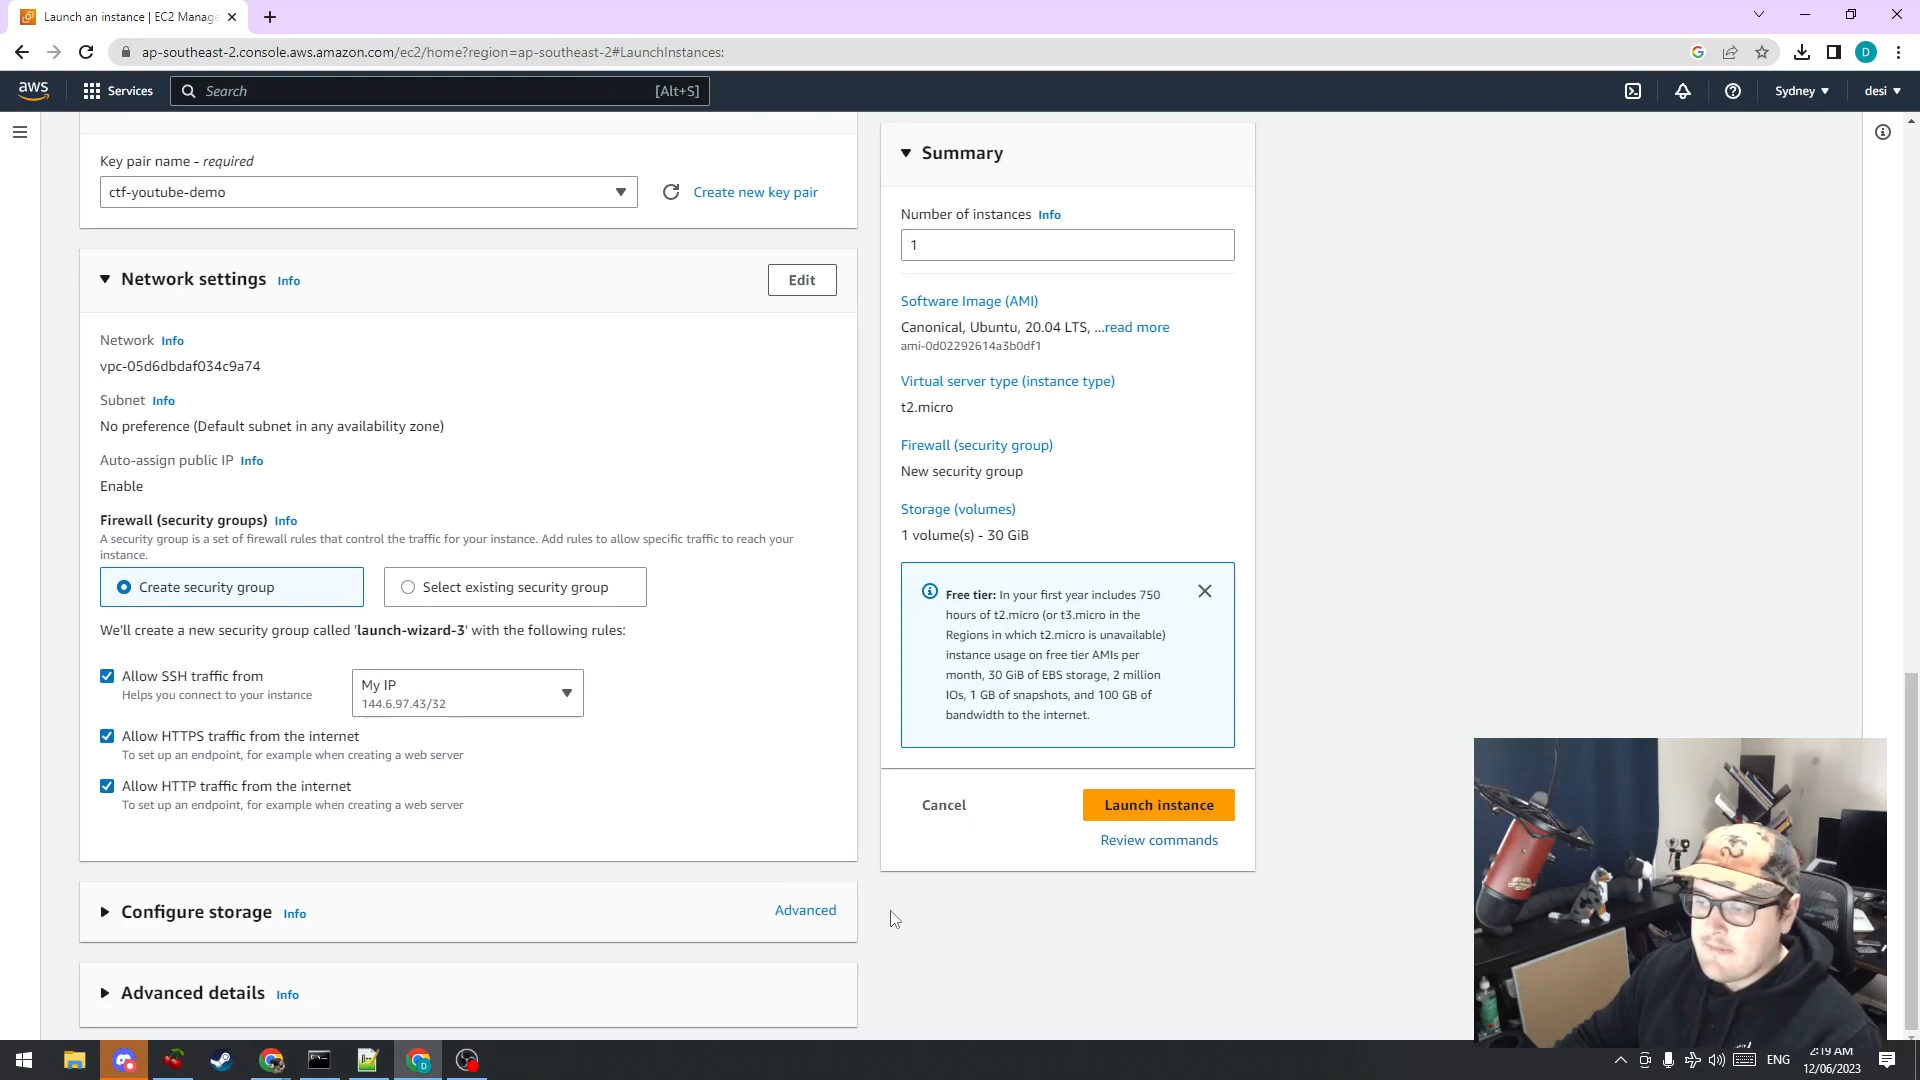 Launch an instance | EC2 Manage
ap-southeast-2.console.aws.amazon.com/ec2/home?region=ap-southeast-2#LaunchInstances:
D
aws
Services
Search
[Alt+S]
Sydney
desi
Key pair name - required
ctf-youtube-demo
Create new key pair
Network settings
Info
Edit
Network
Info
vpc-05d6dbdaf034c9a74
Subnet
Info
No preference (Default subnet in any availability zone)
Auto-assign public IP
Info
Enable
Firewall (security groups)
Info
A security group is a set of firewall rules that control the traffic for your instance. Add rules to allow specific traffic to reach your
instance.
Create security group
Select existing security group
We'll create a new security group called 'launch-wizard-3' with the following rules:
Allow SSH traffic from
Helps you connect to your instance
My IP
144.6.97.43/32
Allow HTTPS traffic from the internet
To set up an endpoint, for example when creating a web server
Allow HTTP traffic from the internet
To set up an endpoint, for example when creating a web server
Configure storage
Info
Advanced
Advanced details
Info
Summary
Number of instances
Info
1
Software Image (AMI)
Canonical, Ubuntu, 20.04 LTS, ...read more
ami-0d02292614a3b0df1
Virtual server type (instance type)
t2.micro
Firewall (security group)
New security group
Storage (volumes)
1 volume(s) - 30 GiB
Free tier: In your first year includes 750
hours of t2.micro (or t3.micro in the
Regions in which t2.micro is unavailable)
instance usage on free tier AMIs per
month, 30 GiB of EBS storage, 2 million
IOs, 1 GB of snapshots, and 100 GB of
bandwidth to the internet.
Cancel
Launch instance
Review commands
ENG
2:19 AM
12/06/2023